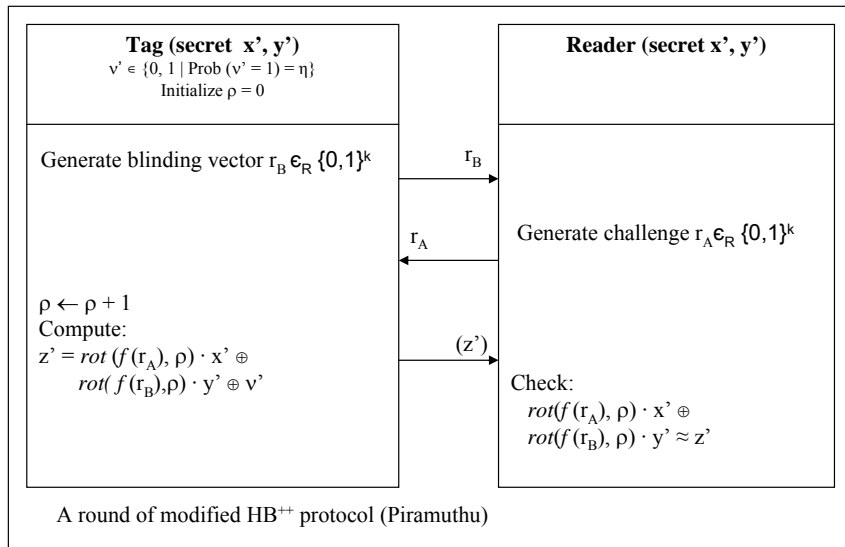 Tag (secret x’, y’)
ν’ ∊ {0, 1 | Prob (ν’ = 1) = η}
Initialize ρ = 0
Reader (secret x’, y’)
Generate blinding vector r_B ϵ_R {0,1}^k
r_B
Generate challenge r_A ϵ_R {0,1}^k
r_A
ρ ← ρ + 1
Compute:
z’ = rot (f(r_A), ρ) · x’ ⊕
rot( f(r_B),ρ) · y’ ⊕ ν’
(z’)
Check:
rot(f(r_A), ρ) · x’ ⊕
rot(f(r_B), ρ) · y’ ≈ z’
A round of modified HB⁺⁺ protocol (Piramuthu)